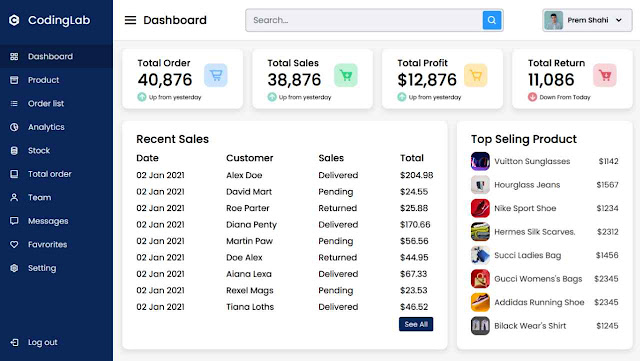 CodingLab
Dashboard
Product
Order list
Analytics
Stock
Total order
Team
Messages
Favrorites
Setting
Log out
Dashboard
Search...
Prem Shahi
Total Order
40,876
Up from yesterday
Total Sales
38,876
Up from yesterday
Total Profit
$12,876
Up from yesterday
Total Return
11,086
Down From Today
Recent Sales
Date Customer Sales Total
02 Jan 2021 Alex Doe Delivered $204.98
02 Jan 2021 David Mart Pending $24.55
02 Jan 2021 Roe Parter Returned $25.88
02 Jan 2021 Diana Penty Delivered $170.66
02 Jan 2021 Martin Paw Pending $56.56
02 Jan 2021 Doe Alex Returned $44.95
02 Jan 2021 Aiana Lexa Delivered $67.33
02 Jan 2021 Rexel Mags Pending $23.53
02 Jan 2021 Tiana Loths Delivered $46.52
See All
Top Seling Product
Vuitton Sunglasses $1142
Hourglass Jeans $1567
Nike Sport Shoe $1234
Hermes Silk Scarves. $2312
Succi Ladies Bag $1456
Gucci Womens's Bags $2345
Addidas Running Shoe $2345
Bilack Wear's Shirt $1245